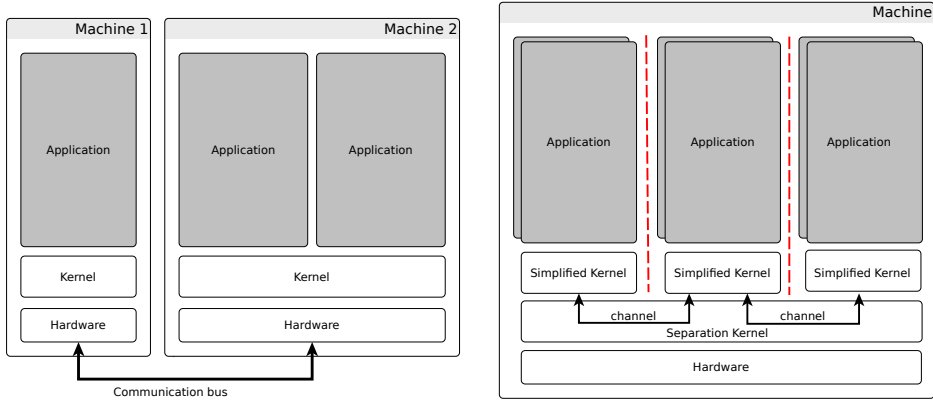 Machine 1
Machine 2
Application
Application
Application
Kernel
Kernel
Hardware
Hardware
Communication bus
Machine
Application
Application
Application
Simplified Kernel
Simplified Kernel
Simplified Kernel
channel
channel
Separation Kernel
Hardware